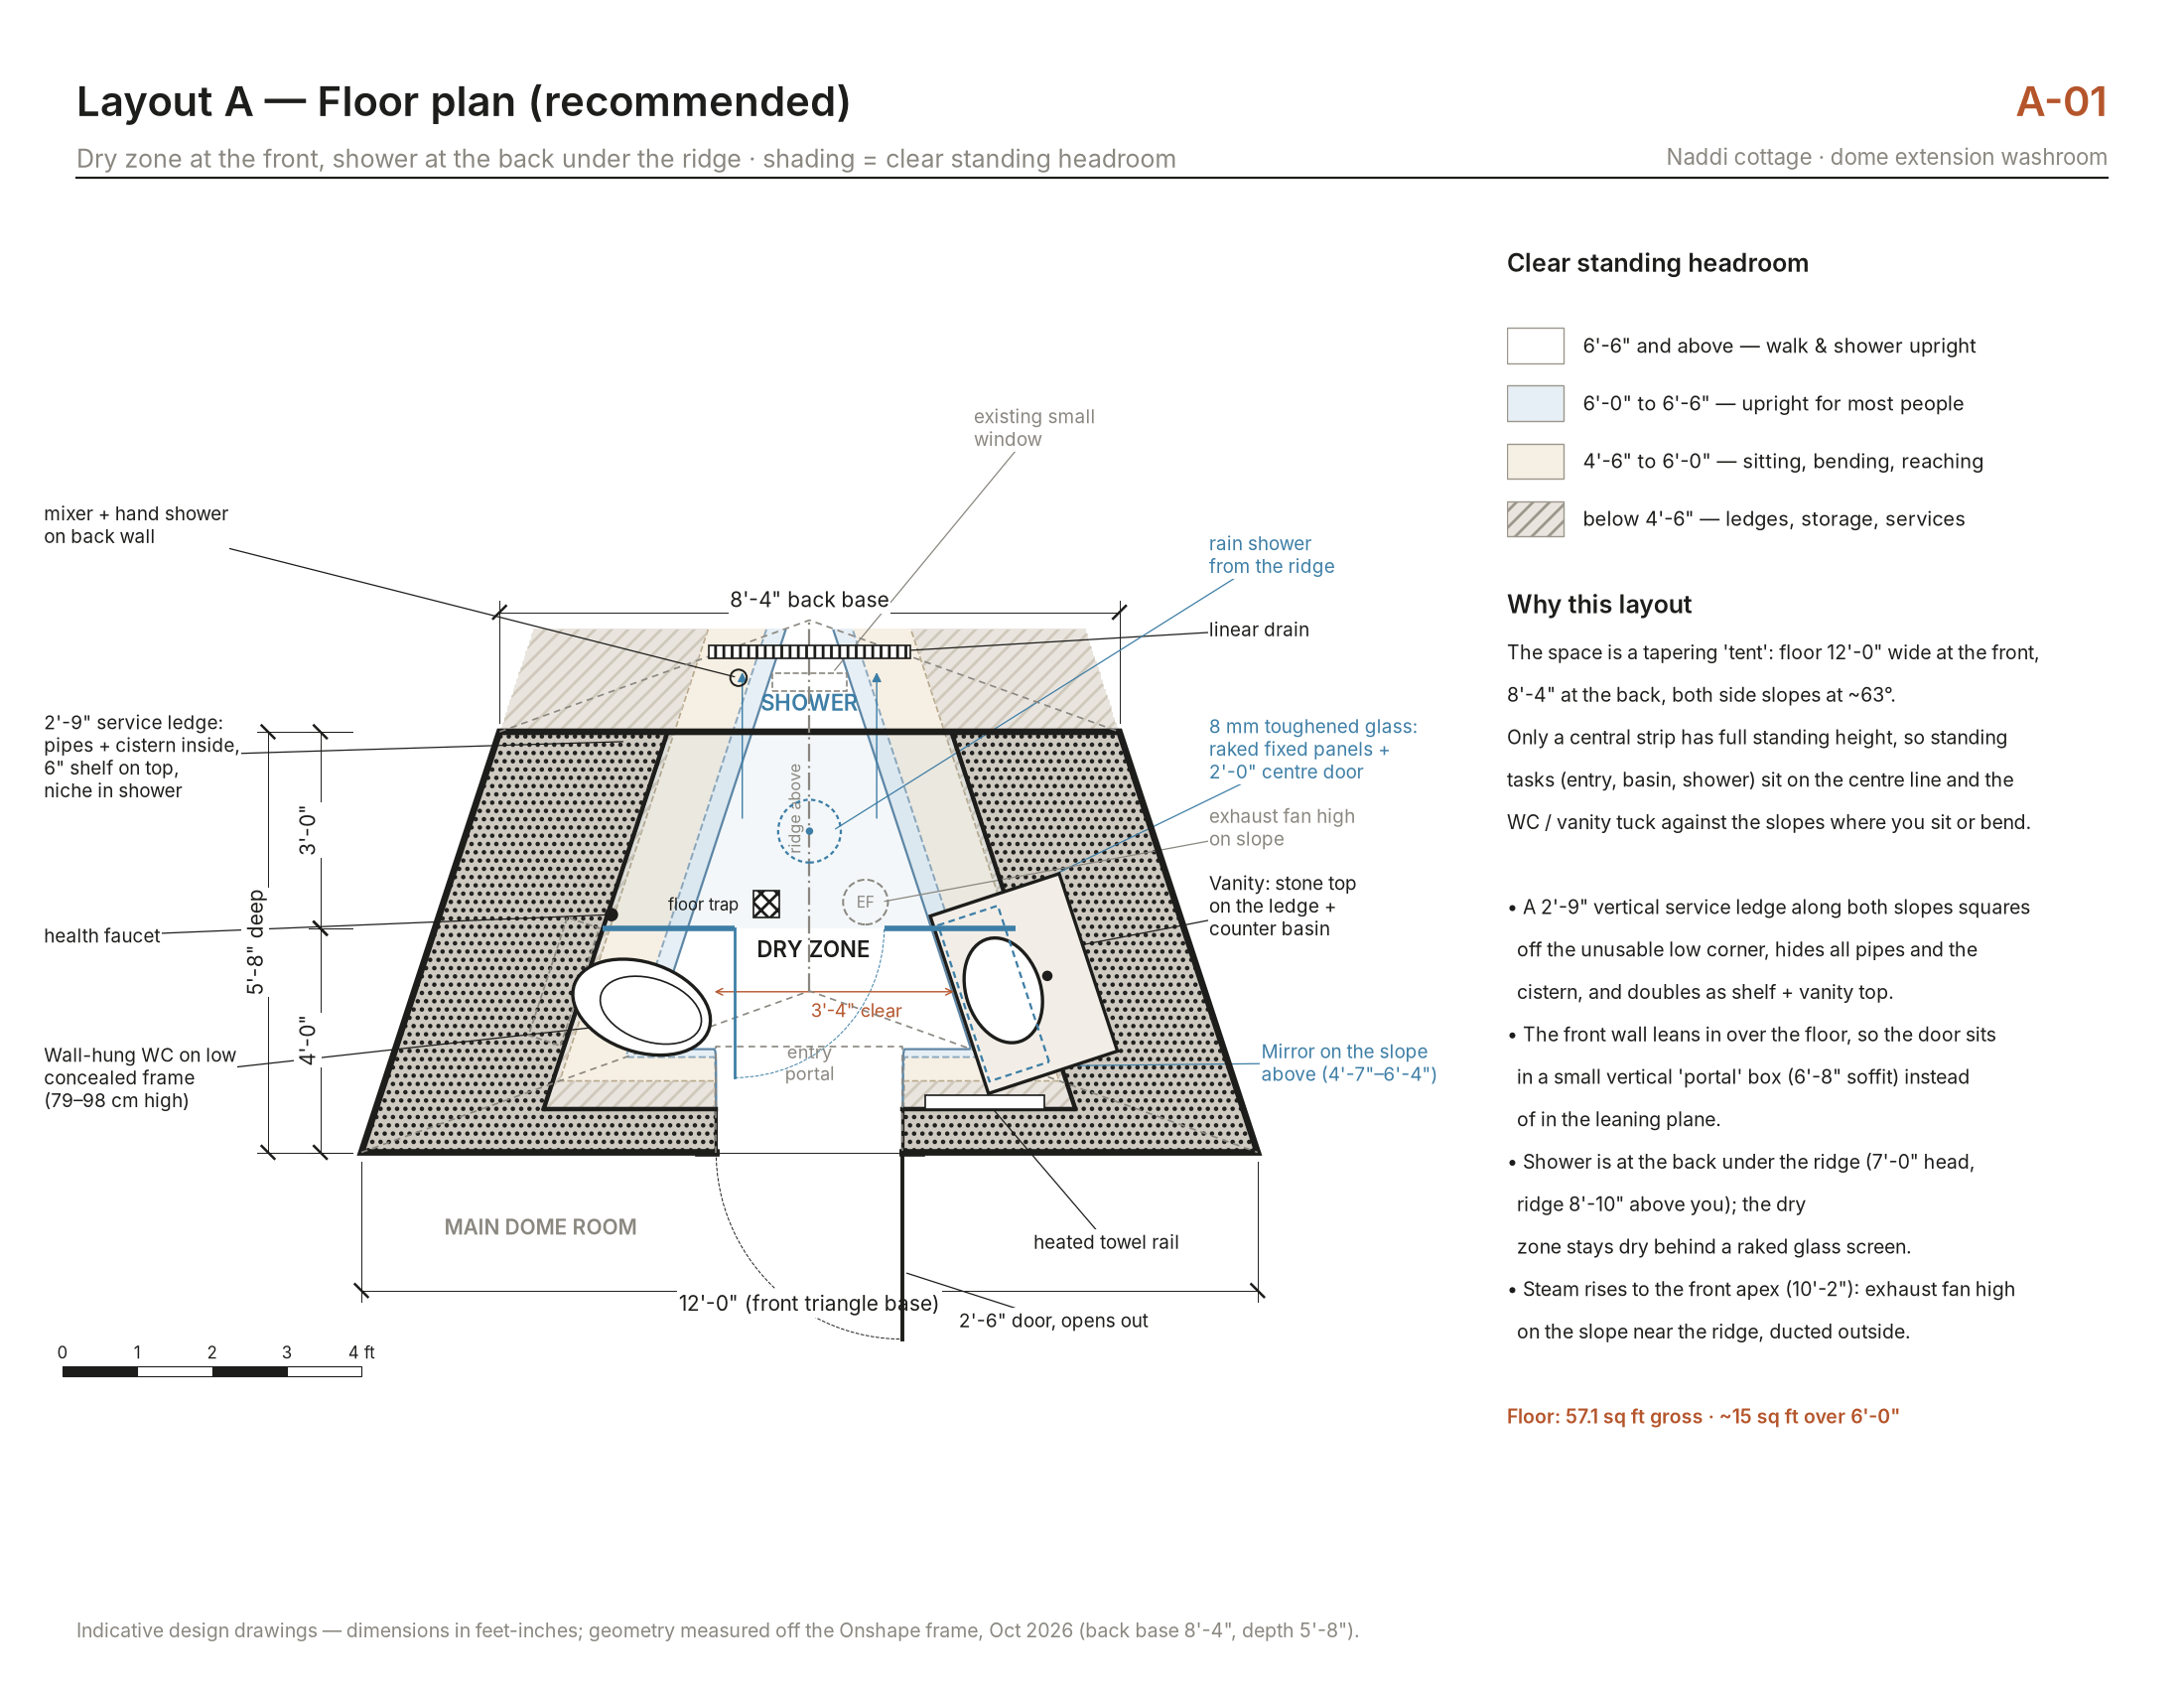 Layout A — Floor plan (recommended)
A-01
Dry zone at the front, shower at the back under the ridge · shading = clear standing headroom
Naddi cottage · dome extension washroom
Clear standing headroom
6'-6" and above — walk & shower upright
6'-0" to 6'-6" — upright for most people
4'-6" to 6'-0" — sitting, bending, reaching
below 4'-6" — ledges, storage, services
Why this layout
The space is a tapering 'tent': floor 12'-0" wide at the front,
8'-4" at the back, both side slopes at ~63°.
Only a central strip has full standing height, so standing
tasks (entry, basin, shower) sit on the centre line and the
WC / vanity tuck against the slopes where you sit or bend.
• A 2'-9" vertical service ledge along both slopes squares
off the unusable low corner, hides all pipes and the
cistern, and doubles as shelf + vanity top.
• The front wall leans in over the floor, so the door sits
in a small vertical 'portal' box (6'-8" soffit) instead
of in the leaning plane.
• Shower is at the back under the ridge (7'-0" head,
ridge 8'-10" above you); the dry
zone stays dry behind a raked glass screen.
• Steam rises to the front apex (10'-2"): exhaust fan high
on the slope near the ridge, ducted outside.
Floor: 57.1 sq ft gross · ~15 sq ft over 6'-0"
existing small
window
mixer + hand shower
on back wall
rain shower
from the ridge
8'-4" back base
linear drain
SHOWER
2'-9" service ledge:
pipes + cistern inside,
6" shelf on top,
niche in shower
8 mm toughened glass:
raked fixed panels +
2'-0" centre door
ridge above
3'-0"
exhaust fan high
on slope
Vanity: stone top
on the ledge +
counter basin
floor trap
EF
health faucet
5'-8" deep
DRY ZONE
3'-4" clear
4'-0"
Wall-hung WC on low
concealed frame
(79–98 cm high)
entry
portal
Mirror on the slope
above (4'-7"–6'-4")
MAIN DOME ROOM
heated towel rail
12'-0" (front triangle base)
2'-6" door, opens out
0 1 2 3 4 ft
Indicative design drawings — dimensions in feet-inches; geometry measured off the Onshape frame, Oct 2026 (back base 8'-4", depth 5'-8").